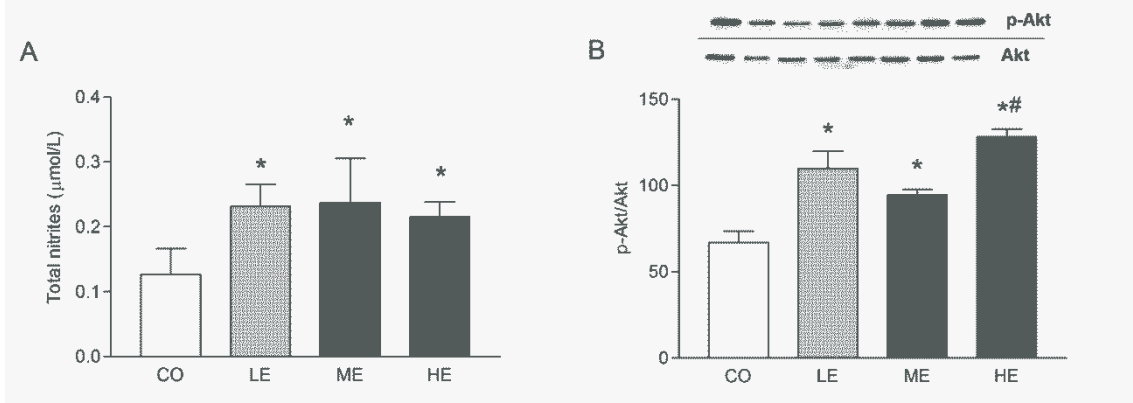 A
Total nitrites (µmol/L)
0.4
0.3
0.2
0.1
0.0
*
*
*
CO LE ME HE
B
p-Akt
Akt
p-Akt/Akt
150
100
50
0
*
*
*#
CO LE ME HE